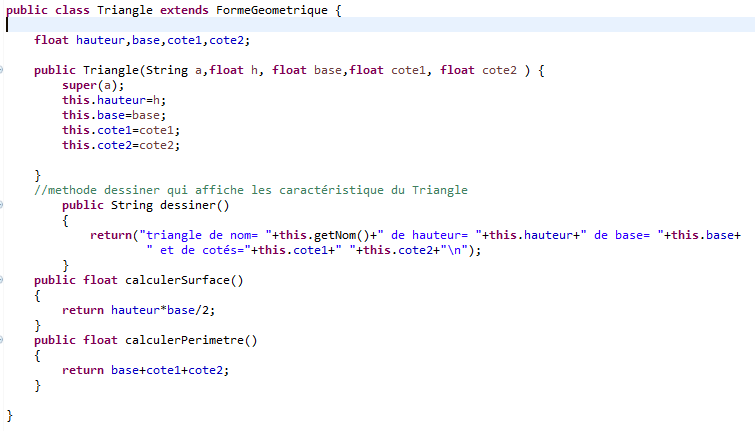 public class Triangle extends FormeGeometrique {
float hauteur,base,cote1,cote2;
public Triangle(String a,float h, float base,float cote1, float cote2 ) {
super(a);
this.hauteur=h;
this.base=base;
this.cote1=cote1;
this.cote2=cote2;
}
//methode dessiner qui affiche les caractéristique du Triangle
public String dessiner()
{
return("triangle de nom= "+this.getNom()+" de hauteur= "+this.hauteur+" de base= "+this.base+
" et de cotés="+this.cote1+" "+this.cote2+"\n");
}
public float calculerSurface()
{
return hauteur*base/2;
}
public float calculerPerimetre()
{
return base+cote1+cote2;
}
}